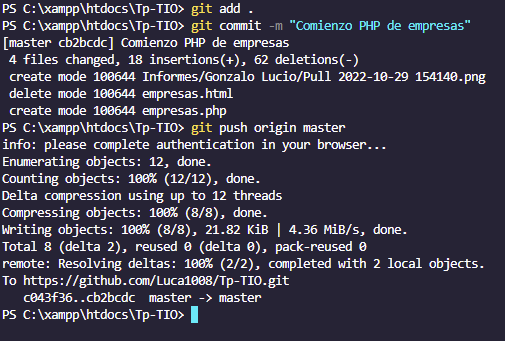 PS C:\xampp\htdocs\Tp-TIO> git add .
PS C:\xampp\htdocs\Tp-TIO> git commit -m "Comienzo PHP de empresas"
[master cb2bcdc] Comienzo PHP de empresas
 4 files changed, 18 insertions(+), 62 deletions(-)
 create mode 100644 Informes/Gonzalo Lucio/Pull 2022-10-29 154140.png
 delete mode 100644 empresas.html
 create mode 100644 empresas.php
PS C:\xampp\htdocs\Tp-TIO> git push origin master
info: please complete authentication in your browser...
Enumerating objects: 12, done.
Counting objects: 100% (12/12), done.
Delta compression using up to 12 threads
Compressing objects: 100% (8/8), done.
Writing objects: 100% (8/8), 21.82 KiB | 4.36 MiB/s, done.
Total 8 (delta 2), reused 0 (delta 0), pack-reused 0
remote: Resolving deltas: 100% (2/2), completed with 2 local objects.
To https://github.com/Luca1008/Tp-TIO.git
   c043f36..cb2bcdc  master -> master
PS C:\xampp\htdocs\Tp-TIO>